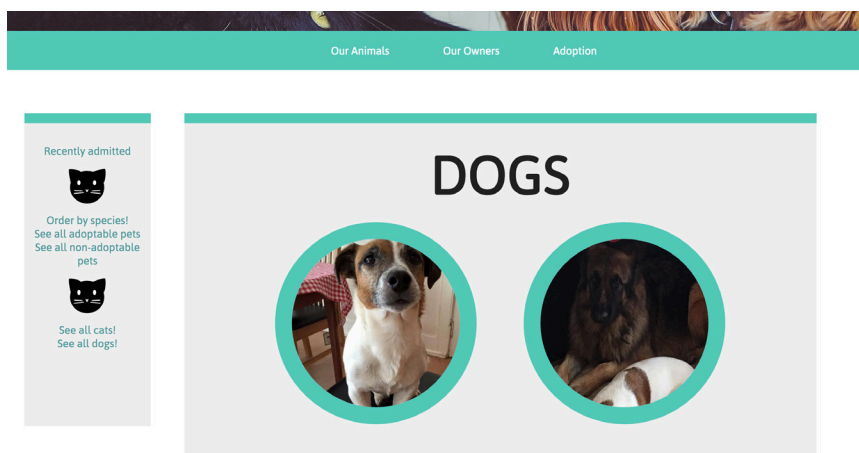 Our Animals Our Owners Adoption
Recently admitted
Order by species!
See all adoptable pets
See all non-adoptable
pets
See all cats!
See all dogs!
DOGS